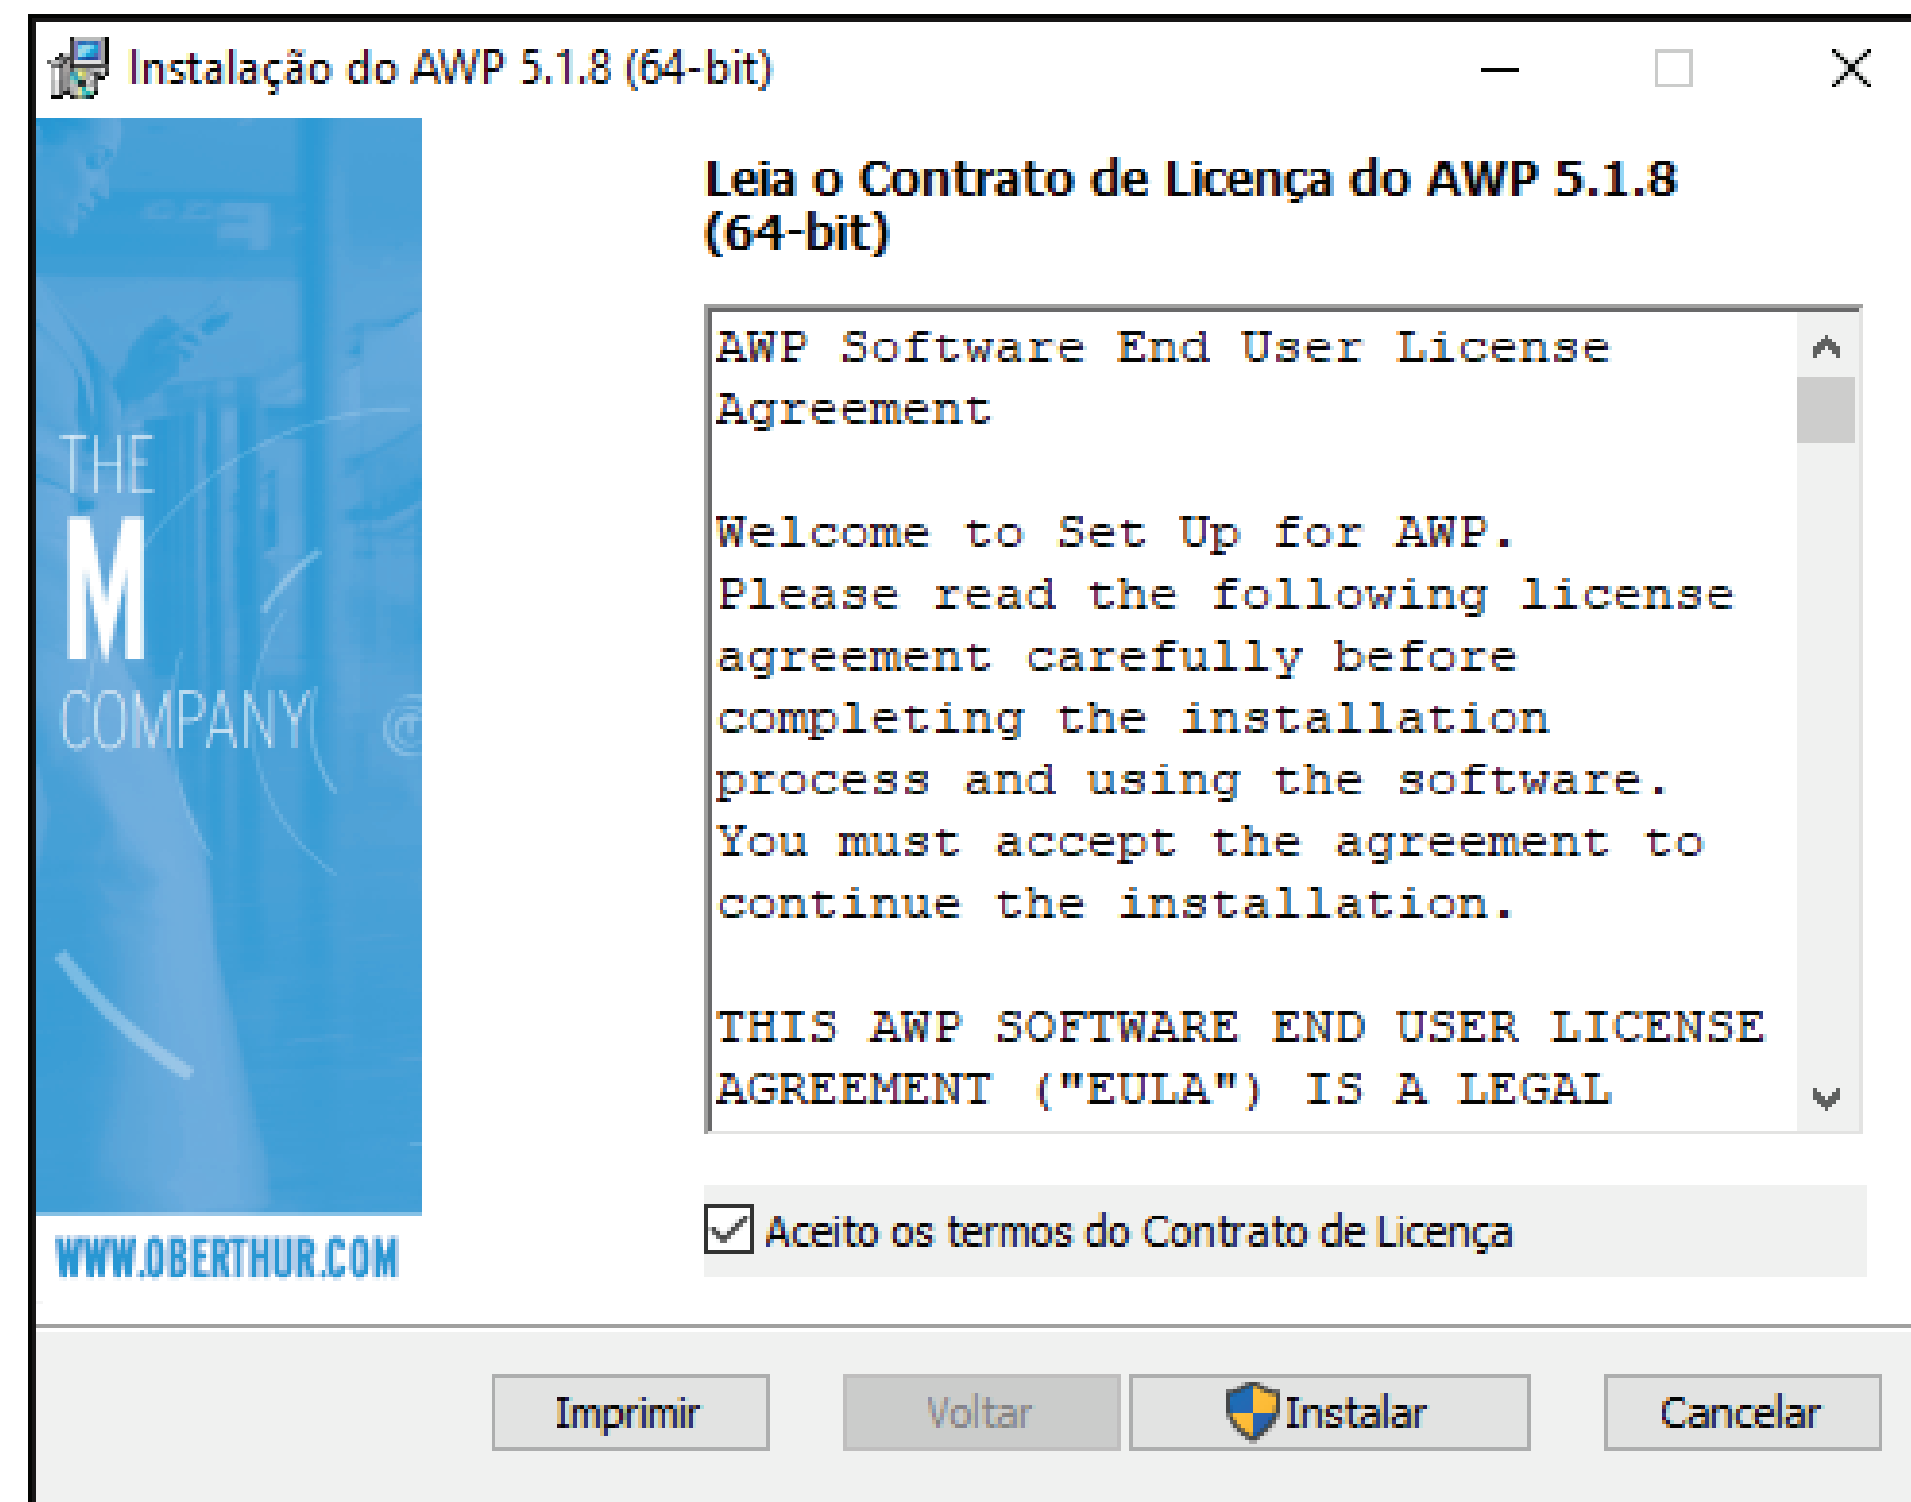 Instalação do AWP 5.1.8 (64-bit)
Leia o Contrato de Licença do AWP 5.1.8
(64-bit)
THE
M
COMPANY
@
WWW.OBERTHUR.COM
AWP Software End User License
Agreement
Welcome to Set Up for AWP.
Please read the following license
agreement carefully before
completing the installation
process and using the software.
You must accept the agreement to
continue the installation.
THIS AWP SOFTWARE END USER LICENSE
AGREEMENT ("EULA") IS A LEGAL
Aceito os termos do Contrato de Licença
Imprimir Voltar Instalar Cancelar